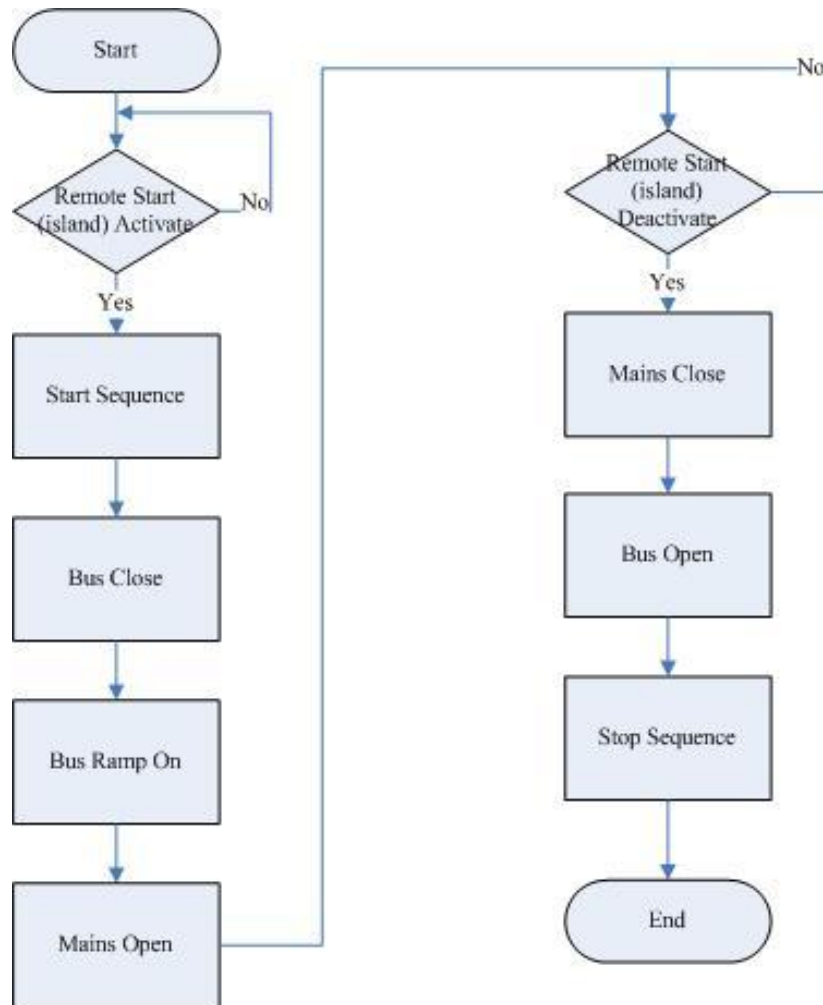 Start
Remote Start
(island) Activate
No
Yes
Start Sequence
Bus Close
Bus Ramp On
Mains Open
No
Remote Start
(island)
Deactivate
Yes
Mains Close
Bus Open
Stop Sequence
End